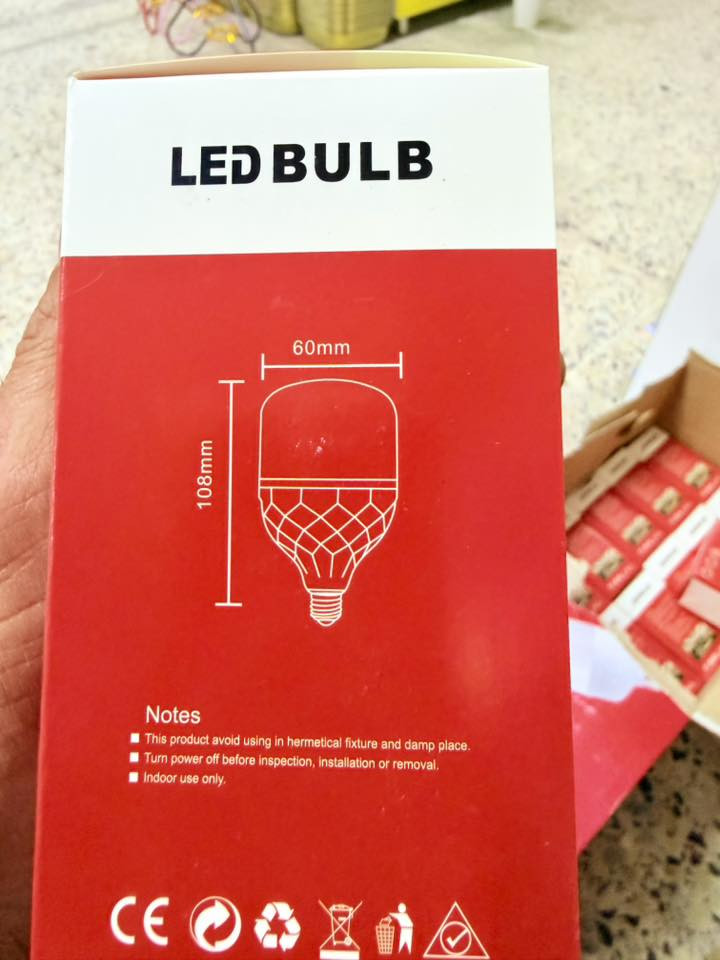 LED BULB
60mm
108mm
Notes
This product avoid using in hermetical fixture and damp place.
Turn power off before inspection, installation or removal.
Indoor use only.
CE